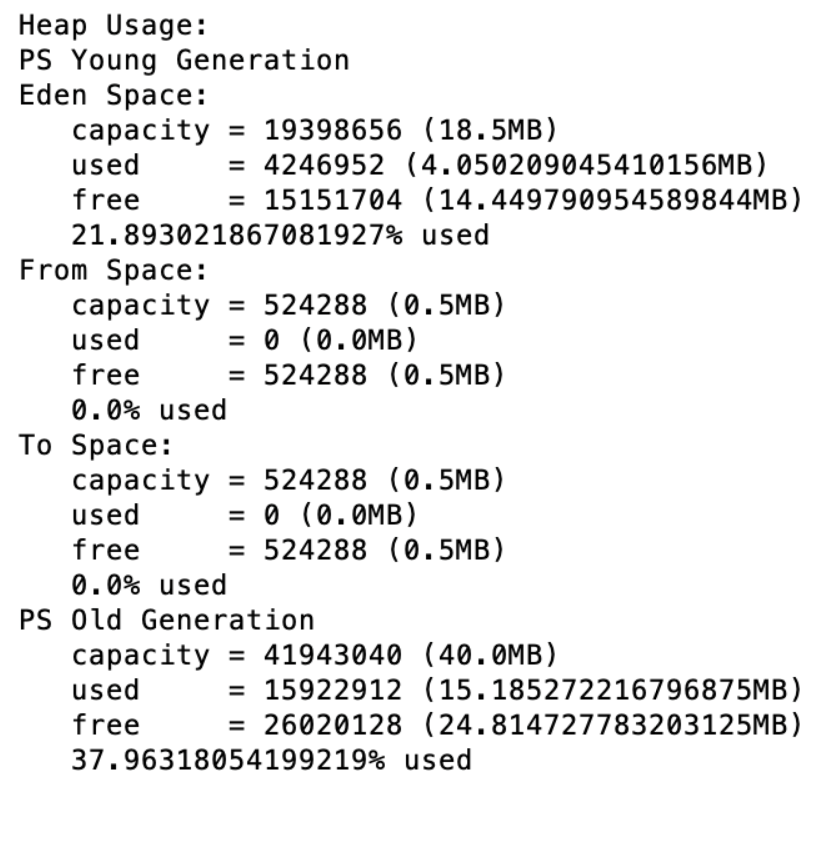 Heap Usage:
PS Young Generation
Eden Space:
   capacity = 19398656 (18.5MB)
   used     = 4246952 (4.050209045410156MB)
   free     = 15151704 (14.449790954589844MB)
   21.893021867081927% used
From Space:
   capacity = 524288 (0.5MB)
   used     = 0 (0.0MB)
   free     = 524288 (0.5MB)
   0.0% used
To Space:
   capacity = 524288 (0.5MB)
   used     = 0 (0.0MB)
   free     = 524288 (0.5MB)
   0.0% used
PS Old Generation
   capacity = 41943040 (40.0MB)
   used     = 15922912 (15.185272216796875MB)
   free     = 26020128 (24.814727783203125MB)
   37.96318054199219% used